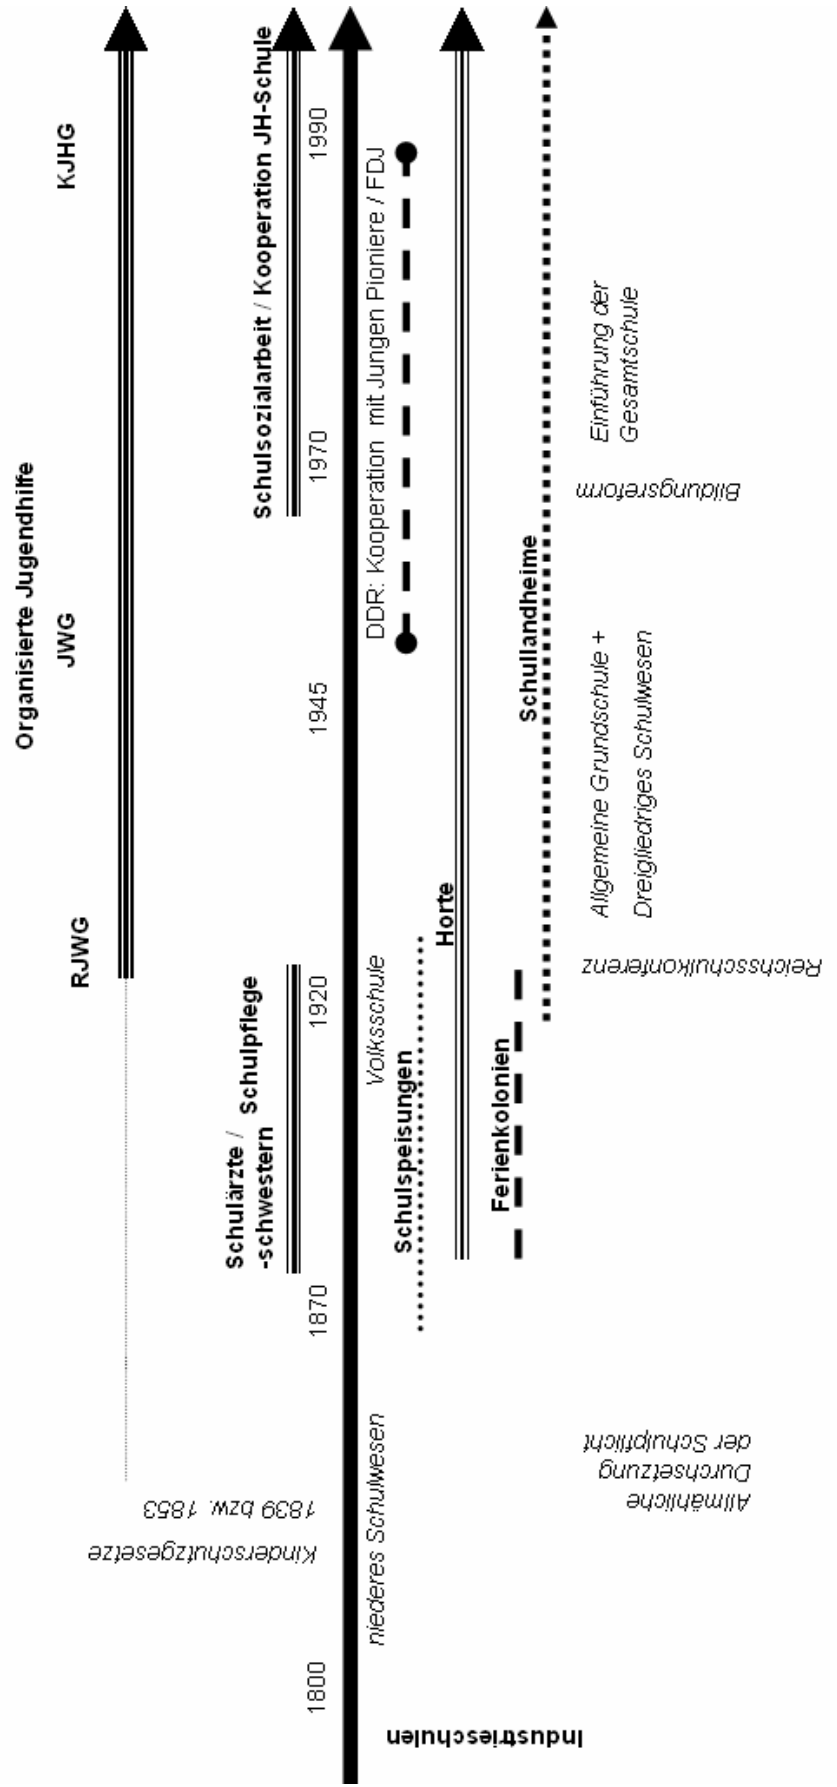 Organisierte Jugendhilfe
RJWG
JWG
KJHG
Kinderschutzgesetze
1839 bzw. 1853
Schulärzte /
-schwestern
Schulpflege
Schulsozialarbeit / Kooperation JH-Schule
1800
1870
1920
1945
1970
1990
niederes Schulwesen
Volksschule
DDR: Kooperation mit Jungen Pioniere / FDJ
Industrieschulen
Schulspeisungen
Horte
Ferienkolonien
Schullandheime
Allmähliche
Durchsetzung
der Schulpflicht
Reichsschulkonferenz
Allgemeine Grundschule +
Dreigliedriges Schulwesen
Bildungsreform
Einführung der
Gesamtschule